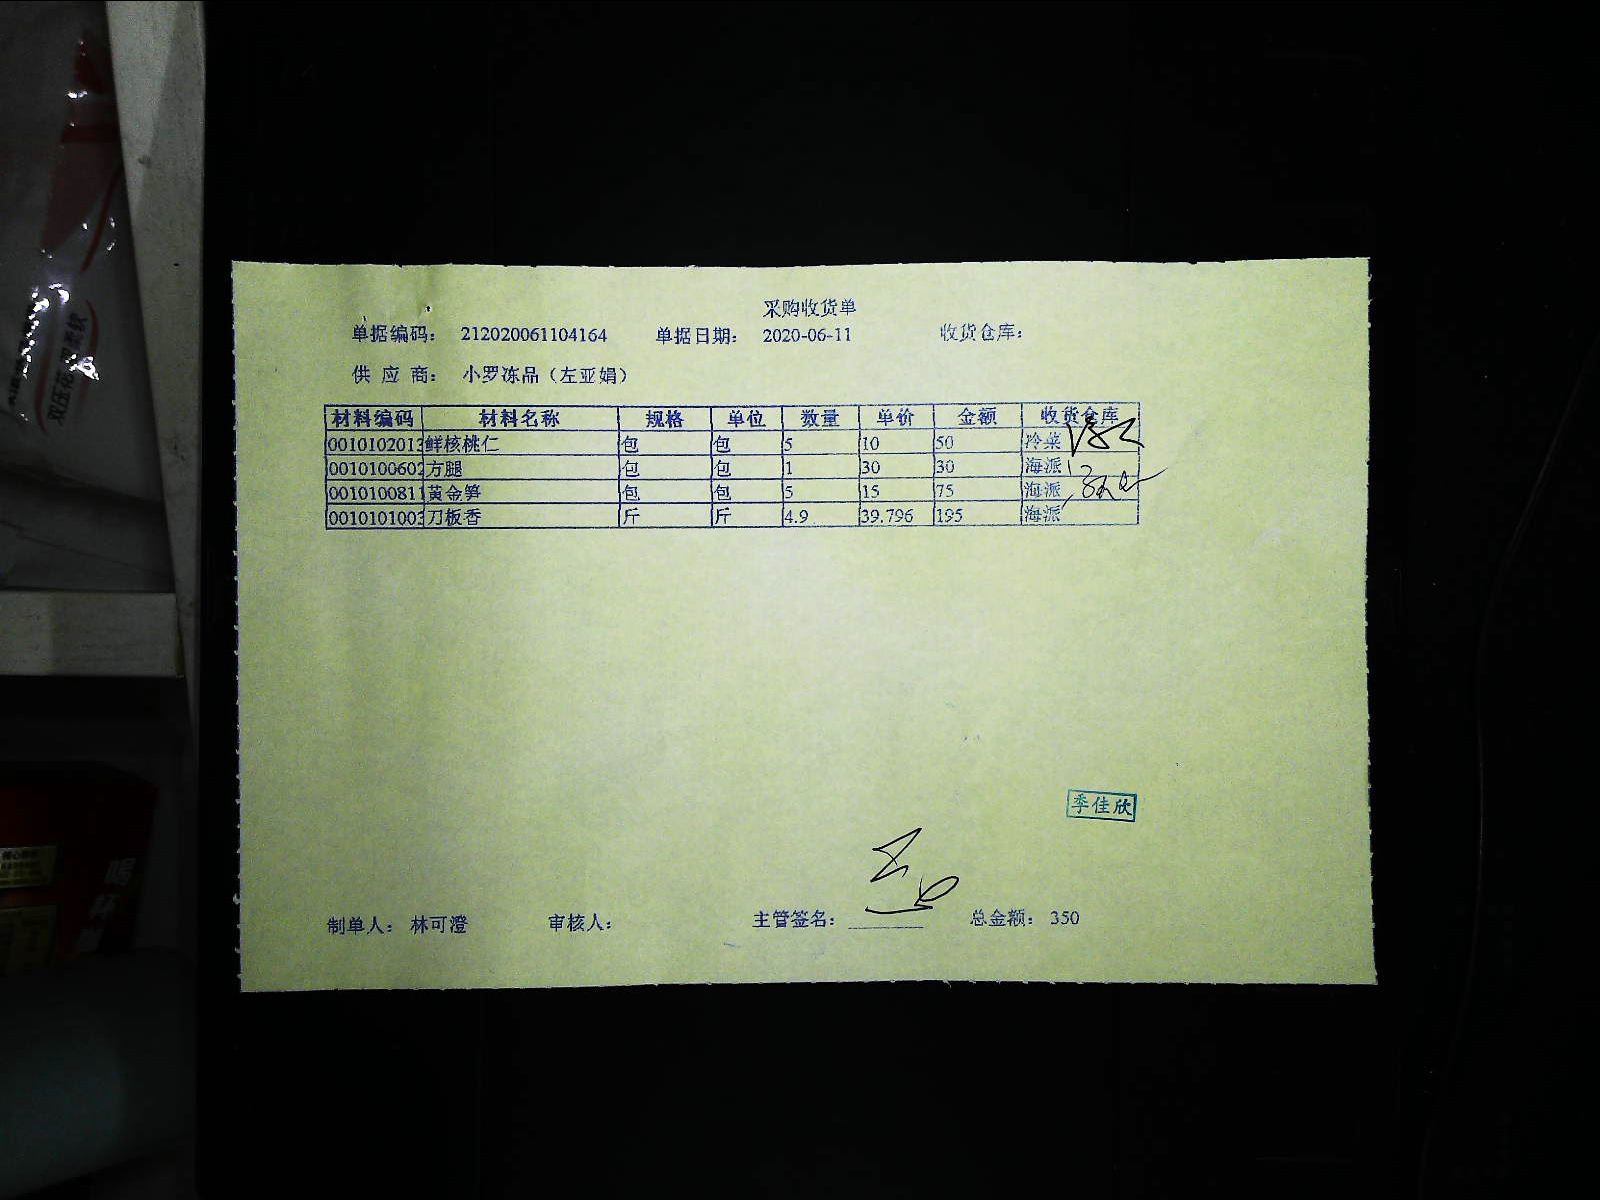 采购收货单
单据编码： 212020061104164 单据日期： 2020-06-11 收货仓库：
供 应 商： 小罗冻品（左亚娟）
材料编码 材料名称 规格 单位 数量 单价 金额 收货仓库
0010102013 鲜核桃仁 包 包 5 10 50 冷菜
0010100602 方腿 包 包 1 30 30 海派
0010100811 黄金笋 包 包 5 15 75 海派
0010101003 刀板香 斤 斤 4.9 39.796 195 海派
季佳欣
制单人： 林可澄 审核人： 主管签名： 总金额： 350